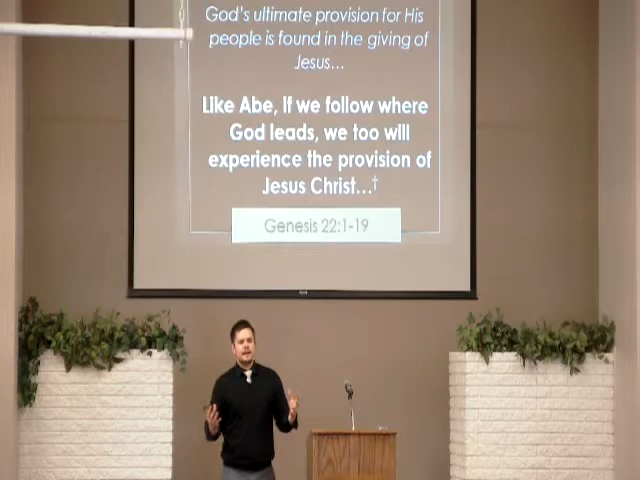 God's ultimate provision for His
people is found in the giving of
Jesus...
Like Abe, If we follow where
God leads, we too will
experience the provision of
Jesus Christ...†
Genesis 22:1-19